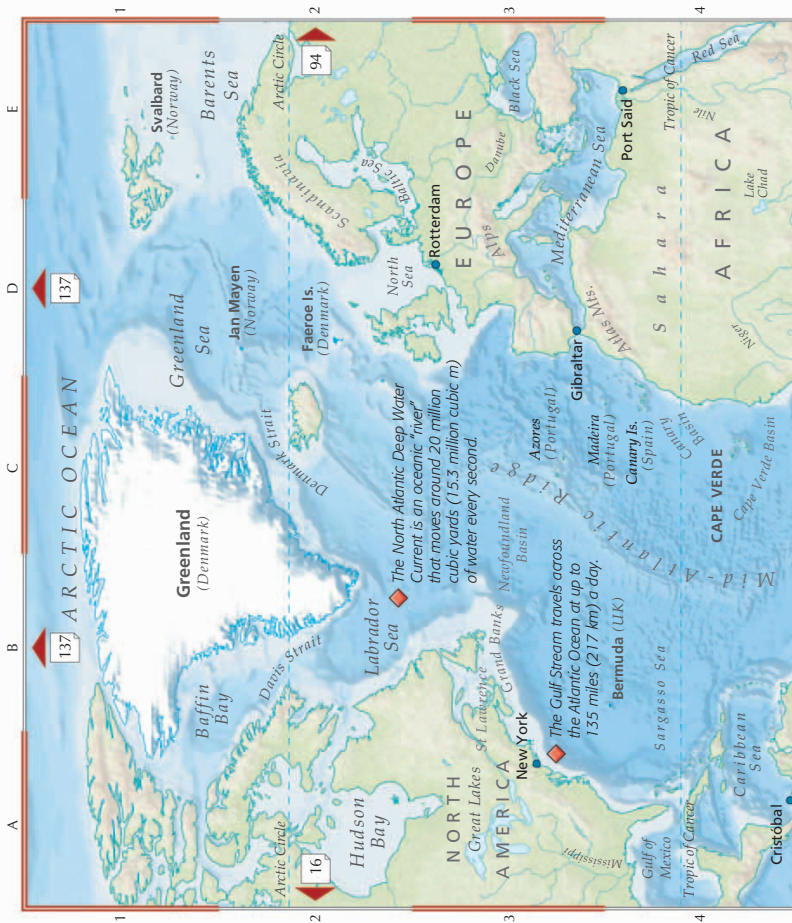 A
B
C
D
E
1
1
137
137
ARCTIC OCEAN
Svalbard
(Norway)
Barents
Sea
Greenland
Sea
Jan Mayen
(Norway)
Greenland
(Denmark)
Baffin
Bay
Davis Strait
Denmark Strait
Faeroe Is.
(Denmark)
Arctic Circle
Arctic Circle
2
2
16
94
Scandinavia
Baltic Sea
North
Sea
Rotterdam
Hudson
Bay
Labrador
Sea
The North Atlantic Deep Water
Current is an oceanic “river”
that moves around 20 million
cubic yards (15.3 million cubic m)
of water every second.
EUROPE
Alps
Danube
Black Sea
NORTH
AMERICA
Great Lakes
St Lawrence
Grand Banks
Newfoundland
Basin
3
3
New York
The Gulf Stream travels across
the Atlantic Ocean at up to
135 miles (217 km) a day.
Bermuda (UK)
Mid-Atlantic Ridge
Azores
(Portugal)
Madeira
(Portugal)
Canary Is.
(Spain)
Canary
Basin
Gibraltar
Atlas Mts.
Mediterranean Sea
Port Said
Mississippi
Gulf of
Mexico
Sargasso Sea
Tropic of Cancer
Tropic of Cancer
Sahara
Nile
Red Sea
4
4
Caribbean
Sea
Cristóbal
CAPE VERDE
Cape Verde Basin
Niger
AFRICA
Lake
Chad